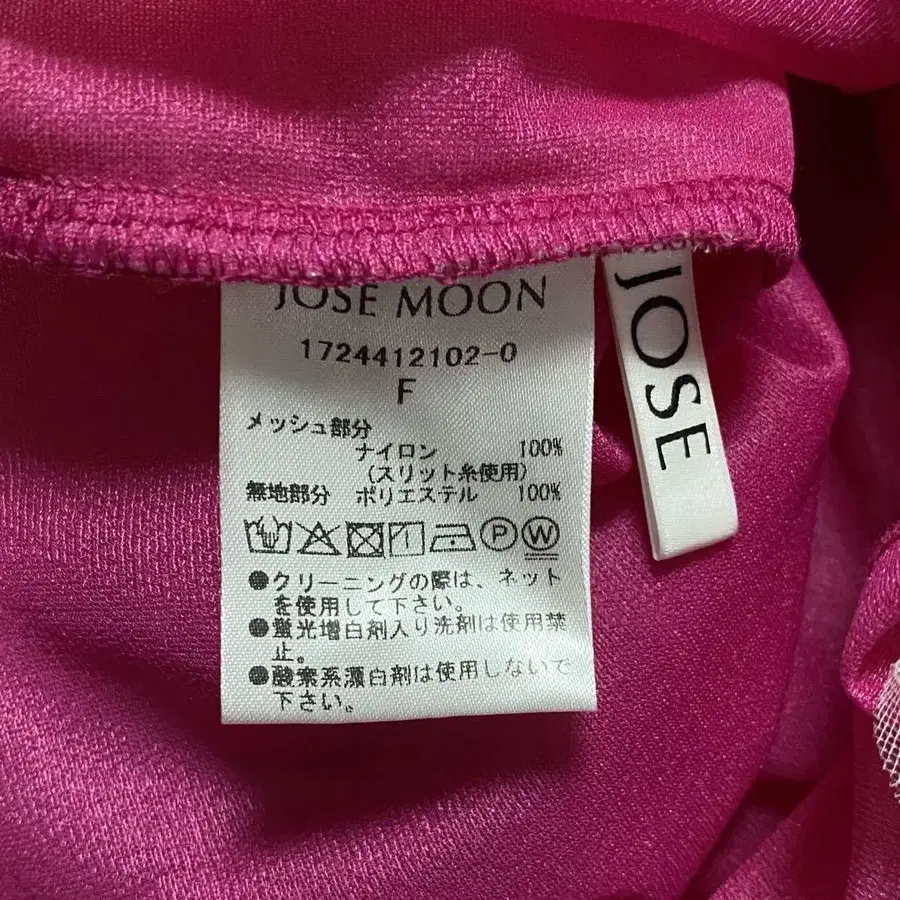 JOSE MOON
1724412102-0
F
メッシュ部分
ナイロン 100%
(スリット糸使用)
無地部分 ポリエステル 100%
P W
●クリーニングの際は、ネット
を使用して下さい。
●蛍光増白剤入り洗剤は使用禁
止。
●酸素系漂白剤は使用しないで
下さい。
JOSE